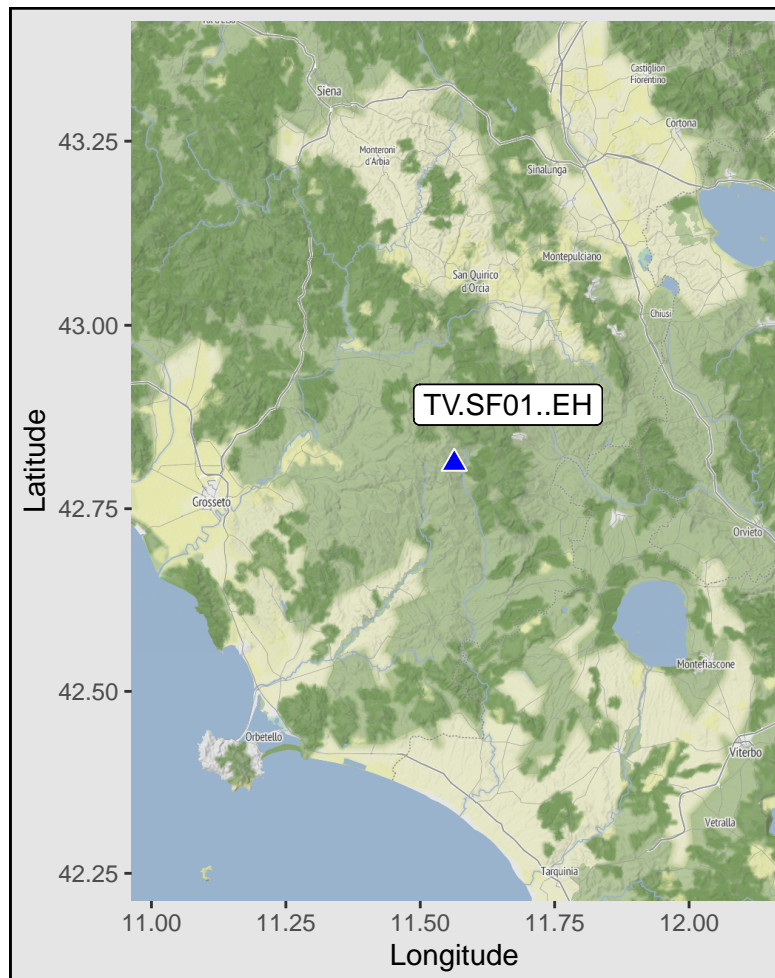 Val d'Elsa
Siena
Castiglion
Fiorentino
Cortona
43.25
Monteroni
d'Arbia
Sinalunga
Montepulciano
San Quirico
d'Orcia
43.00
Chiusi
TV.SF01..EH
Latitude
42.75
Grosseto
Orvieto
Montefiascone
42.50
Orbetello
Viterbo
Vetralla
42.25
Tarquinia
11.00
11.25
11.50
11.75
12.00
Longitude